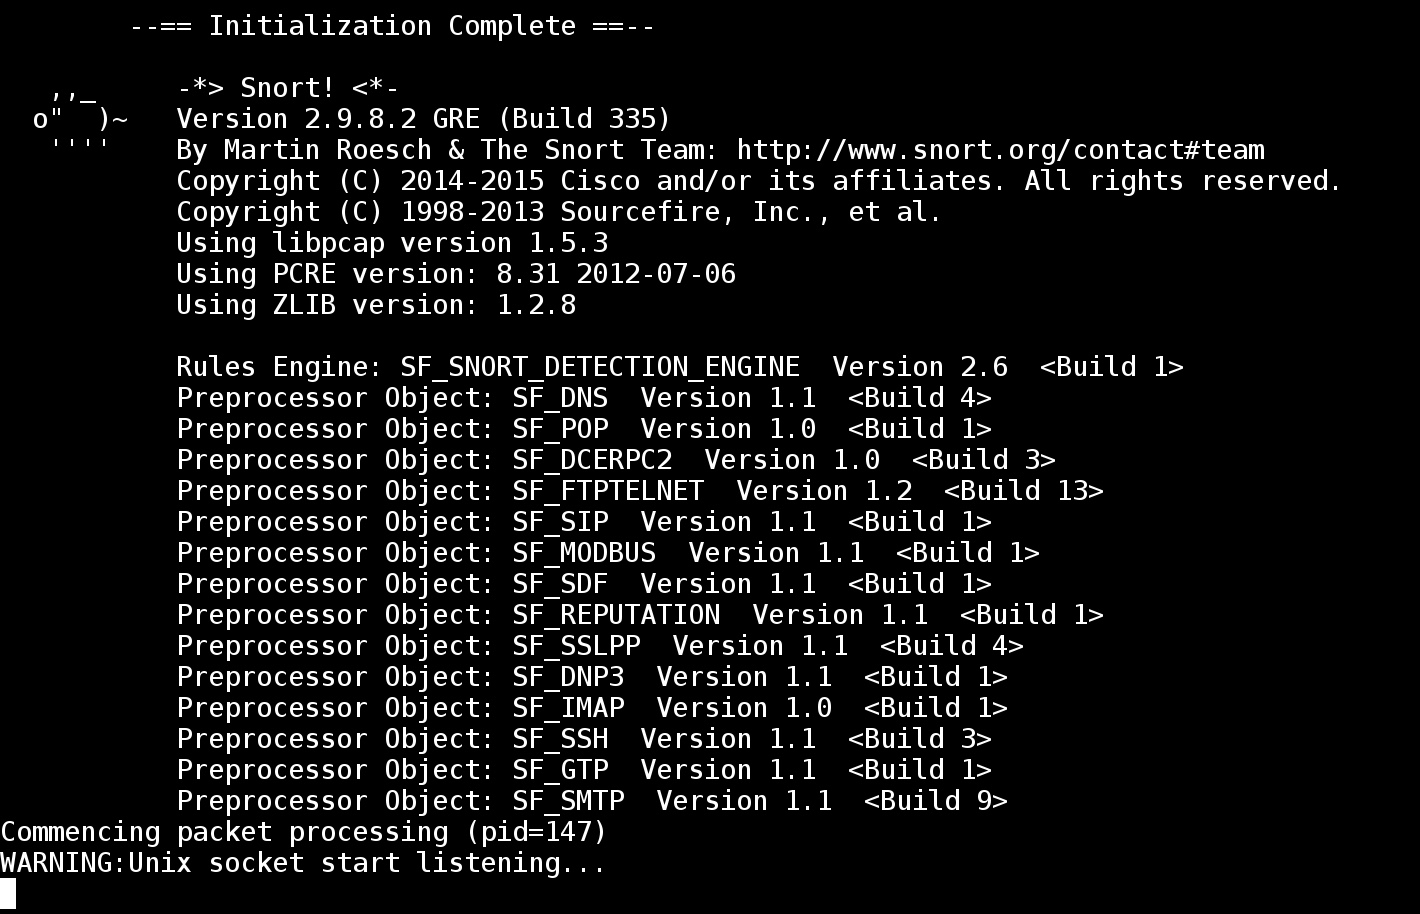 --== Initialization Complete ==--
,,_     -*> Snort! <*-
o"  )~   Version 2.9.8.2 GRE (Build 335)
''''    By Martin Roesch & The Snort Team: http://www.snort.org/contact#team
Copyright (C) 2014-2015 Cisco and/or its affiliates. All rights reserved.
Copyright (C) 1998-2013 Sourcefire, Inc., et al.
Using libpcap version 1.5.3
Using PCRE version: 8.31 2012-07-06
Using ZLIB version: 1.2.8
Rules Engine: SF_SNORT_DETECTION_ENGINE  Version 2.6  <Build 1>
Preprocessor Object: SF_DNS  Version 1.1  <Build 4>
Preprocessor Object: SF_POP  Version 1.0  <Build 1>
Preprocessor Object: SF_DCERPC2  Version 1.0  <Build 3>
Preprocessor Object: SF_FTPTELNET  Version 1.2  <Build 13>
Preprocessor Object: SF_SIP  Version 1.1  <Build 1>
Preprocessor Object: SF_MODBUS  Version 1.1  <Build 1>
Preprocessor Object: SF_SDF  Version 1.1  <Build 1>
Preprocessor Object: SF_REPUTATION  Version 1.1  <Build 1>
Preprocessor Object: SF_SSLPP  Version 1.1  <Build 4>
Preprocessor Object: SF_DNP3  Version 1.1  <Build 1>
Preprocessor Object: SF_IMAP  Version 1.0  <Build 1>
Preprocessor Object: SF_SSH  Version 1.1  <Build 3>
Preprocessor Object: SF_GTP  Version 1.1  <Build 1>
Preprocessor Object: SF_SMTP  Version 1.1  <Build 9>
Commencing packet processing (pid=147)
WARNING:Unix socket start listening...